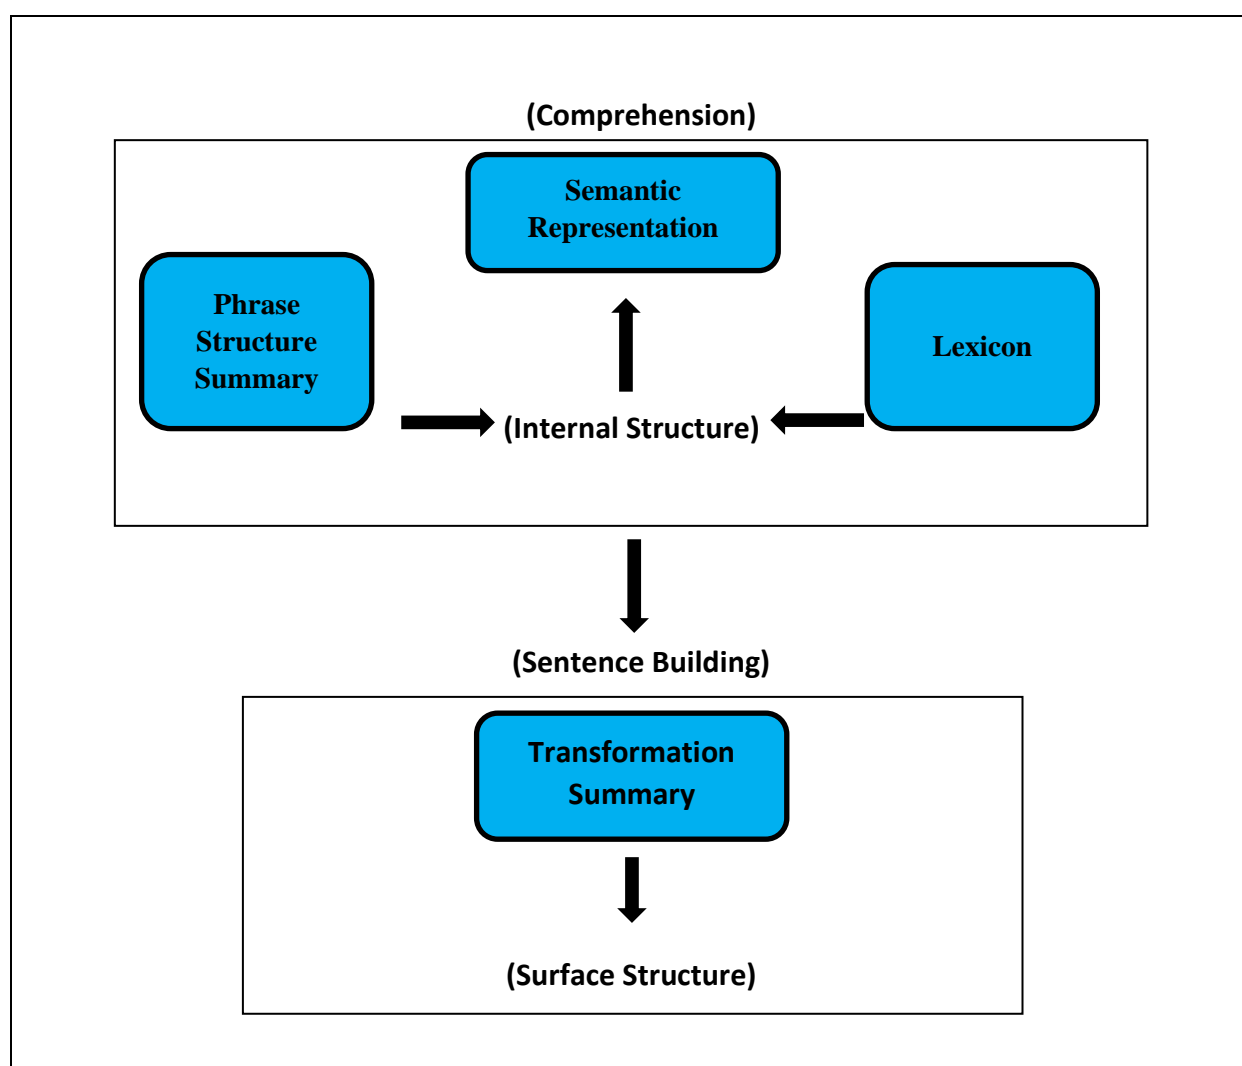 (Comprehension)
Semantic
Representation
Phrase
Structure
Summary
Lexicon
(Internal Structure)
(Sentence Building)
Transformation
Summary
(Surface Structure)